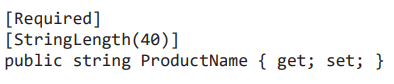 [Required]
[StringLength(40)]
public string ProductName { get; set; }